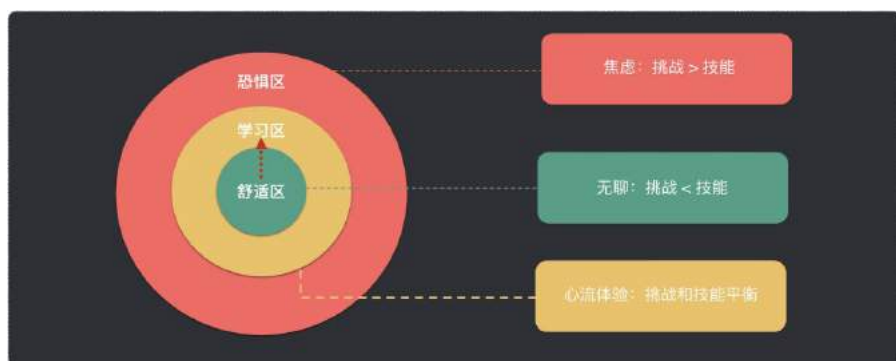 恐惧区
学习区
舒适区
焦虑：挑战 > 技能
无聊：挑战 < 技能
心流体验：挑战和技能平衡